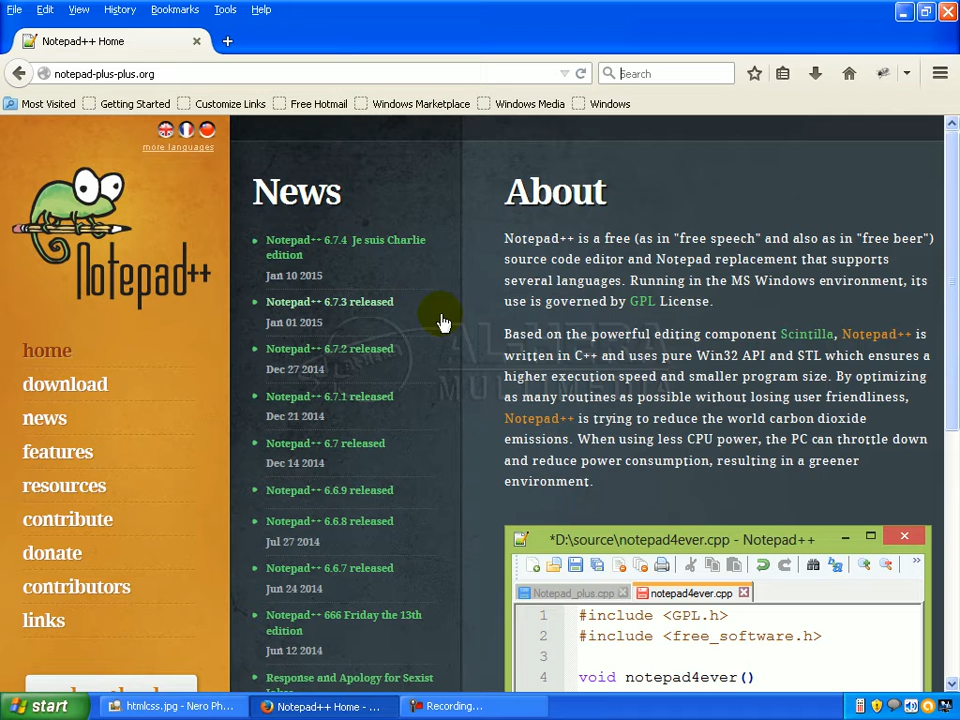 File Edit View History Bookmarks Tools Help
Notepad++ Home
notepad-plus-plus.org
Search
Most Visited Getting Started Customize Links Free Hotmail Windows Marketplace Windows Media Windows
more languages
Notepad++
home
download
news
features
resources
contribute
donate
contributors
links
News
Notepad++ 6.7.4 Je suis Charlie
edition
Jan 10 2015
Notepad++ 6.7.3 released
Jan 01 2015
Notepad++ 6.7.2 released
Dec 27 2014
Notepad++ 6.7.1 released
Dec 21 2014
Notepad++ 6.7 released
Dec 14 2014
Notepad++ 6.6.9 released
Notepad++ 6.6.8 released
Jul 27 2014
Notepad++ 6.6.7 released
Jun 24 2014
Notepad++ 666 Friday the 13th
edition
Jun 12 2014
Response and Apology for Sexist
About
Notepad++ is a free (as in "free speech" and also as in "free beer")
source code editor and Notepad replacement that supports
several languages. Running in the MS Windows environment, its
use is governed by GPL License.
Based on the powerful editing component Scintilla, Notepad++ is
written in C++ and uses pure Win32 API and STL which ensures a
higher execution speed and smaller program size. By optimizing
as many routines as possible without losing user friendliness,
Notepad++ is trying to reduce the world carbon dioxide
emissions. When using less CPU power, the PC can throttle down
and reduce power consumption, resulting in a greener
environment.
MULTIMEDIA
*D:\source\notepad4ever.cpp - Notepad++
Notepad_plus.cpp notepad4ever.cpp
1 #include <GPL.h>
2 #include <free_software.h>
3
4 void notepad4ever()
start htmlcss.jpg - Nero Ph... Notepad++ Home - ... Recording...